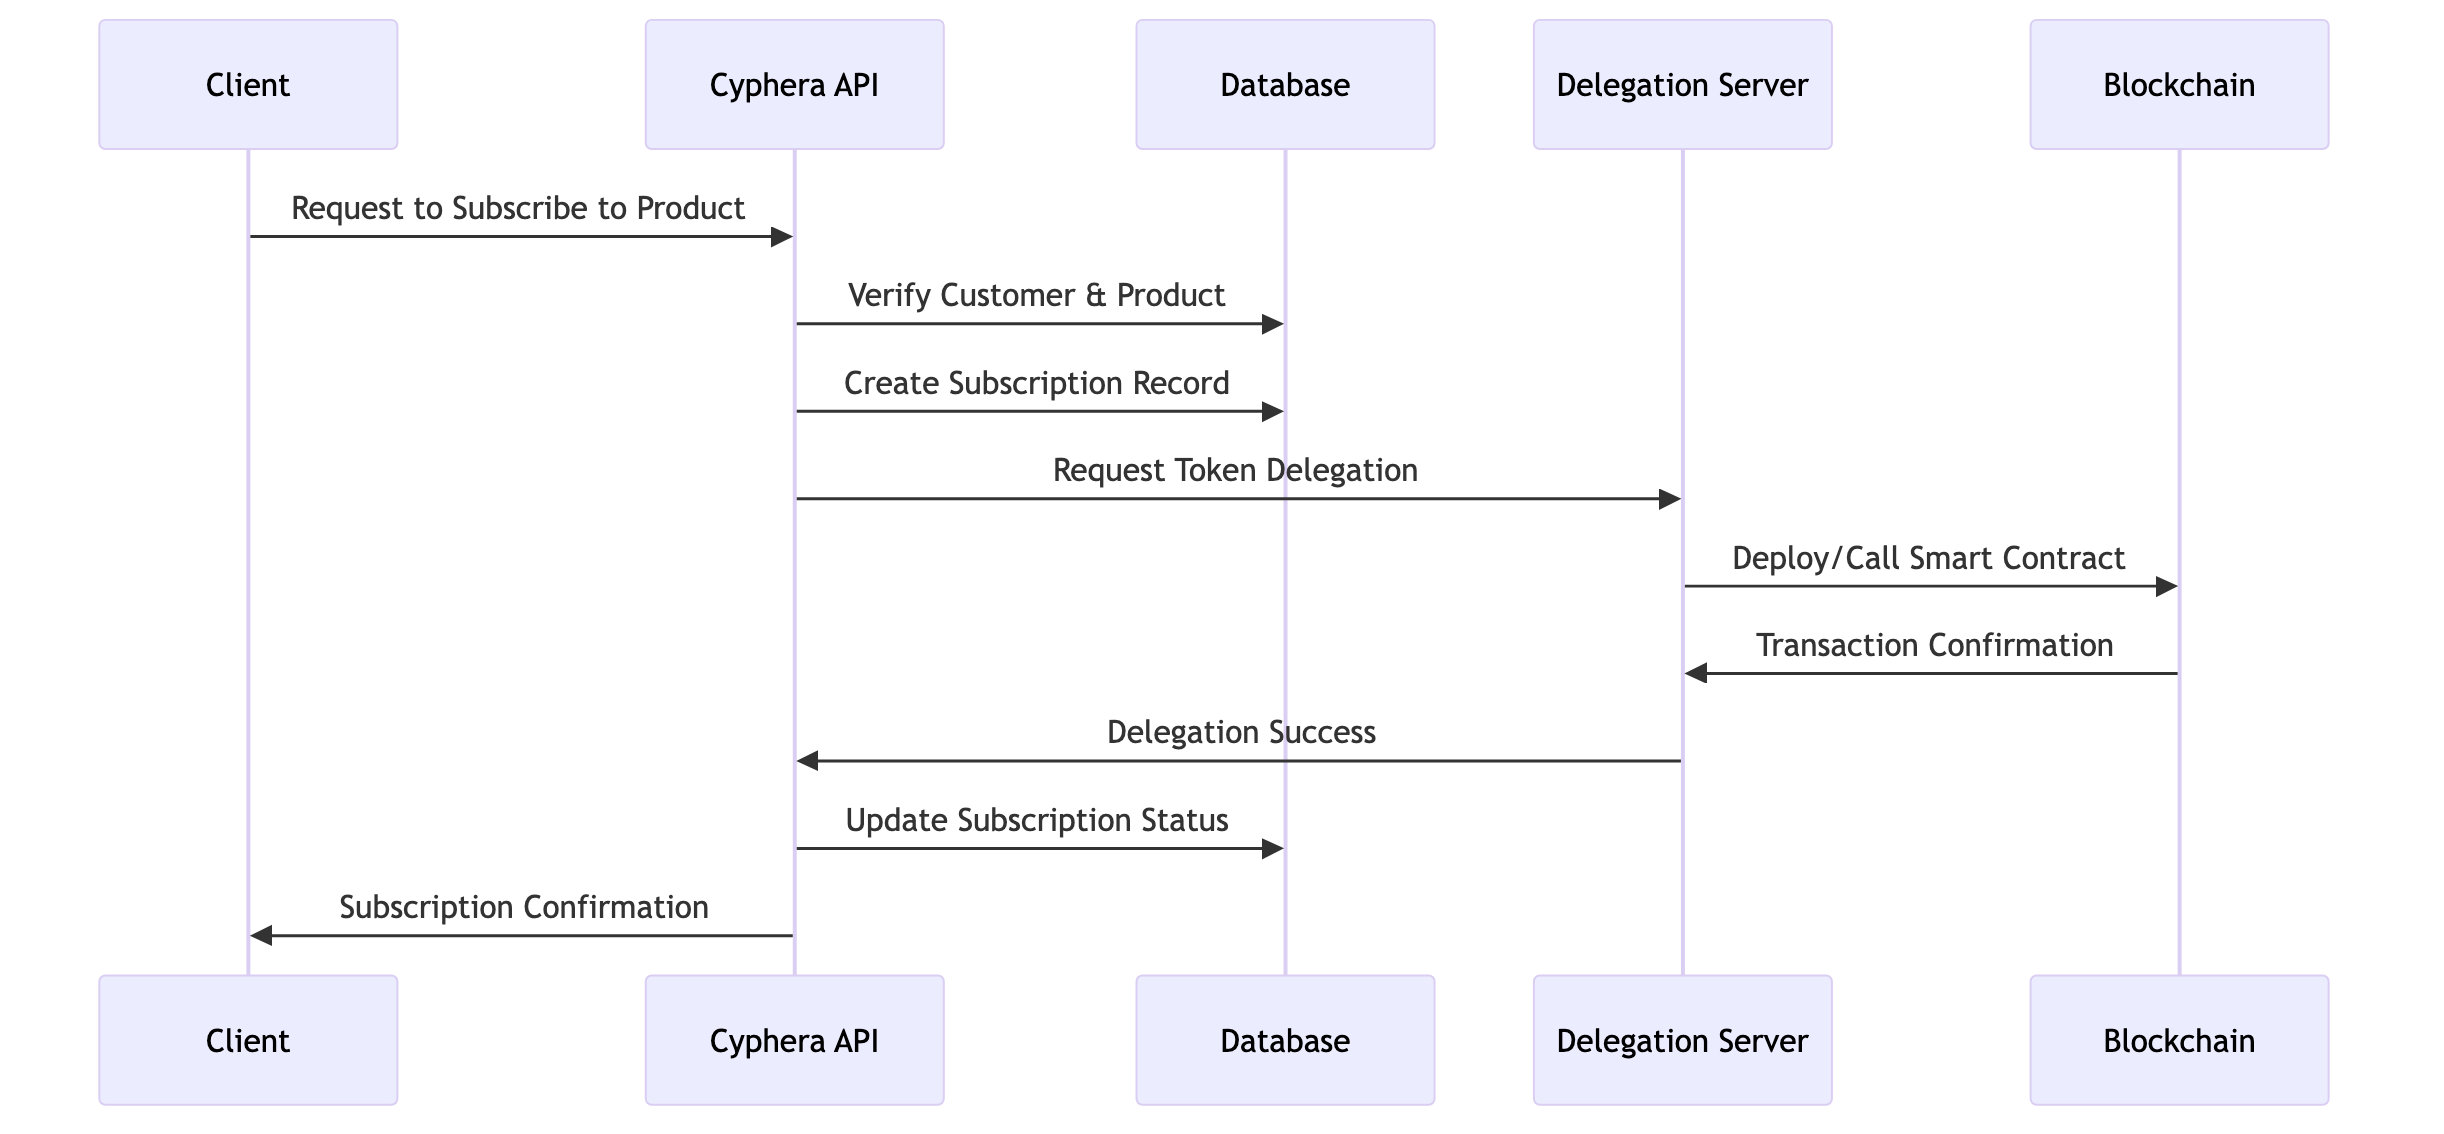 Client
Cyphera API
Database
Delegation Server
Blockchain
Request to Subscribe to Product
Verify Customer & Product
Create Subscription Record
Request Token Delegation
Deploy/Call Smart Contract
Transaction Confirmation
Delegation Success
Update Subscription Status
Subscription Confirmation
Client
Cyphera API
Database
Delegation Server
Blockchain